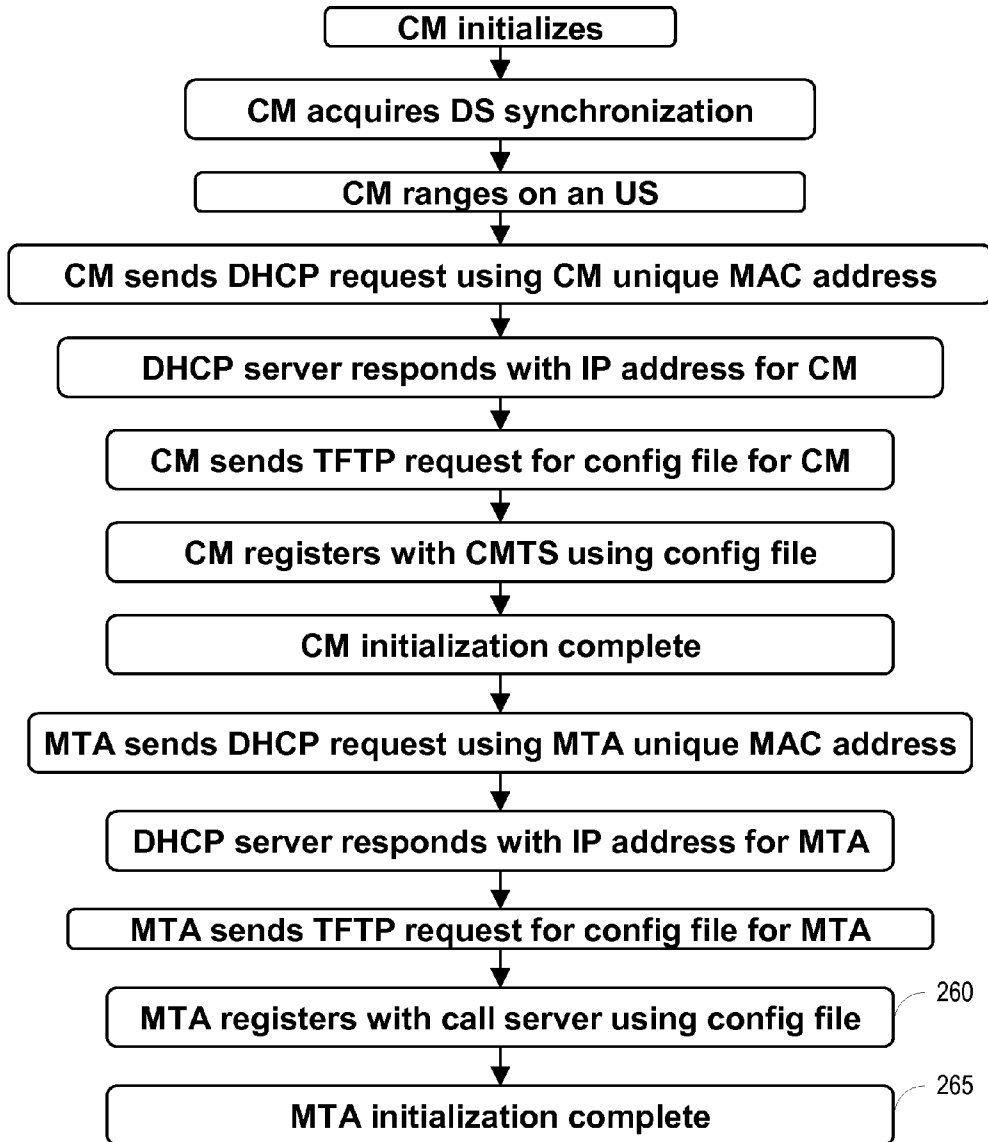 CM initializes
CM acquires DS synchronization
CM ranges on an US
CM sends DHCP request using CM unique MAC address
DHCP server responds with IP address for CM
CM sends TFTP request for config file for CM
CM registers with CMTS using config file
CM initialization complete
MTA sends DHCP request using MTA unique MAC address
DHCP server responds with IP address for MTA
MTA sends TFTP request for config file for MTA
MTA registers with call server using config file
260
MTA initialization complete
265